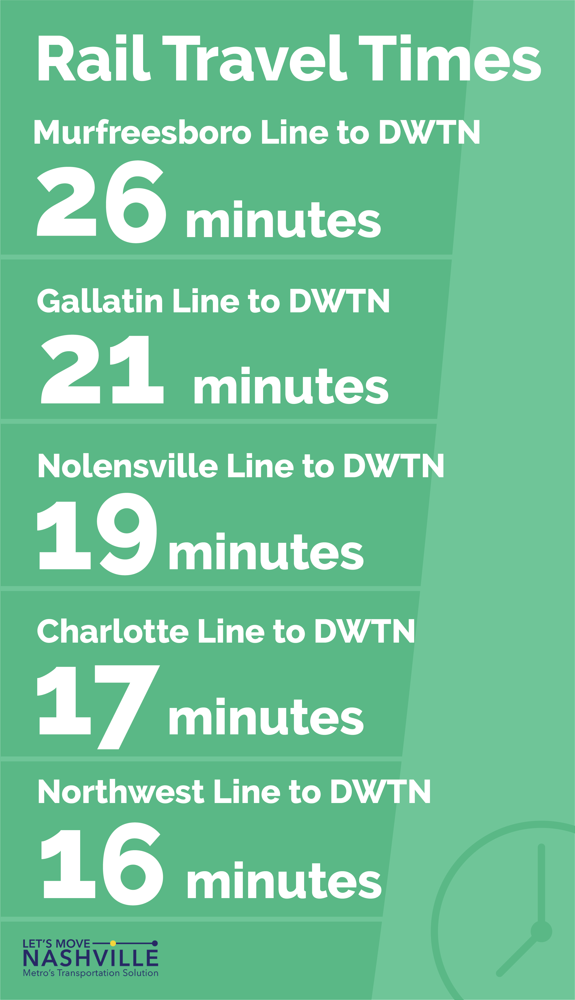 Rail Travel Times
Murfreesboro Line to DWTN
26 minutes
Gallatin Line to DWTN
21 minutes
Nolensville Line to DWTN
19 minutes
Charlotte Line to DWTN
17 minutes
Northwest Line to DWTN
16 minutes
LET'S MOVE
NASHVILLE
Metro's Transportation Solution